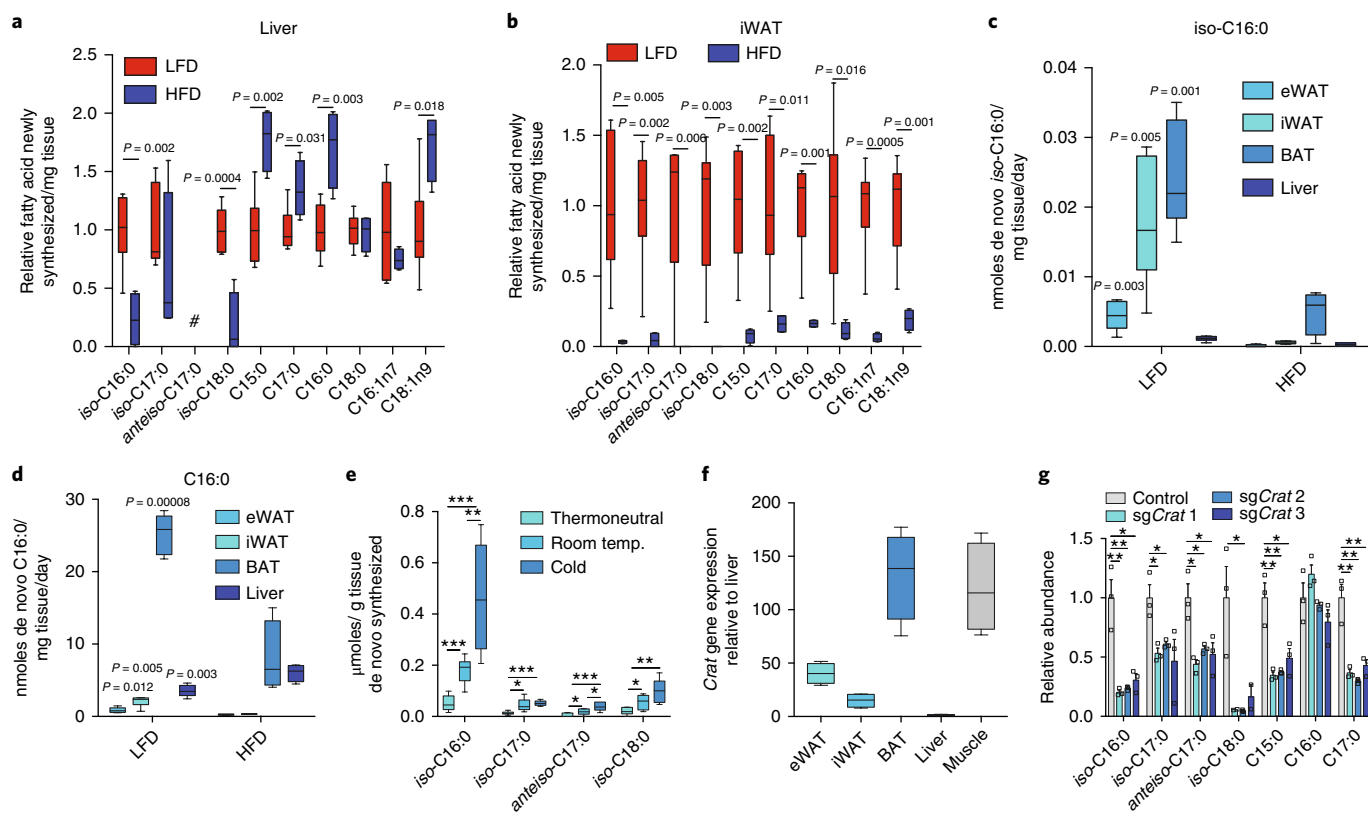 a
Liver
Relative fatty acid newly
synthesized/mg tissue
2.5
2.0
1.5
1.0
0.5
0.0
LFD
HFD
P = 0.002
P = 0.0004
P = 0.002
P = 0.031
P = 0.003
P = 0.018
#
iso-C16:0
iso-C17:0
anteiso-C17:0
iso-C18:0
C15:0
C17:0
C16:0
C18:0
C16:1n7
C18:1n9
b
iWAT
Relative fatty acid newly
synthesized/mg tissue
2.0
1.5
1.0
0.5
0.0
LFD
HFD
P = 0.005
P = 0.002
P = 0.006
P = 0.003
P = 0.002
P = 0.011
P = 0.001
P = 0.016
P = 0.0005
P = 0.001
iso-C16:0
iso-C17:0
anteiso-C17:0
iso-C18:0
C15:0
C17:0
C16:0
C18:0
C16:1n7
C18:1n9
c
iso-C16:0
nmoles de novo iso-C16:0/
mg tissue/day
0.04
0.03
0.02
0.01
0.00
P = 0.003
P = 0.005
P = 0.001
eWAT
iWAT
BAT
Liver
LFD
HFD
d
C16:0
nmoles de novo C16:0/
mg tissue/day
30
20
10
0
P = 0.00008
P = 0.005
P = 0.012
P = 0.003
eWAT
iWAT
BAT
Liver
LFD
HFD
e
µmoles/ g tissue
de novo synthesized
0.8
0.6
0.4
0.2
0.0
***
**
***
***
*
***
*
*
**
*
Thermoneutral
Room temp.
Cold
iso-C16:0
iso-C17:0
anteiso-C17:0
iso-C18:0
f
Crat gene expression
relative to liver
200
150
100
50
0
eWAT
iWAT
BAT
Liver
Muscle
g
Control
sgCrat 1
sgCrat 2
sgCrat 3
Relative abundance
1.5
1.0
0.5
0.0
*
**
**
*
*
*
*
*
*
*
**
**
**
**
**
iso-C16:0
iso-C17:0
anteiso-C17:0
iso-C18:0
C15:0
C16:0
C17:0